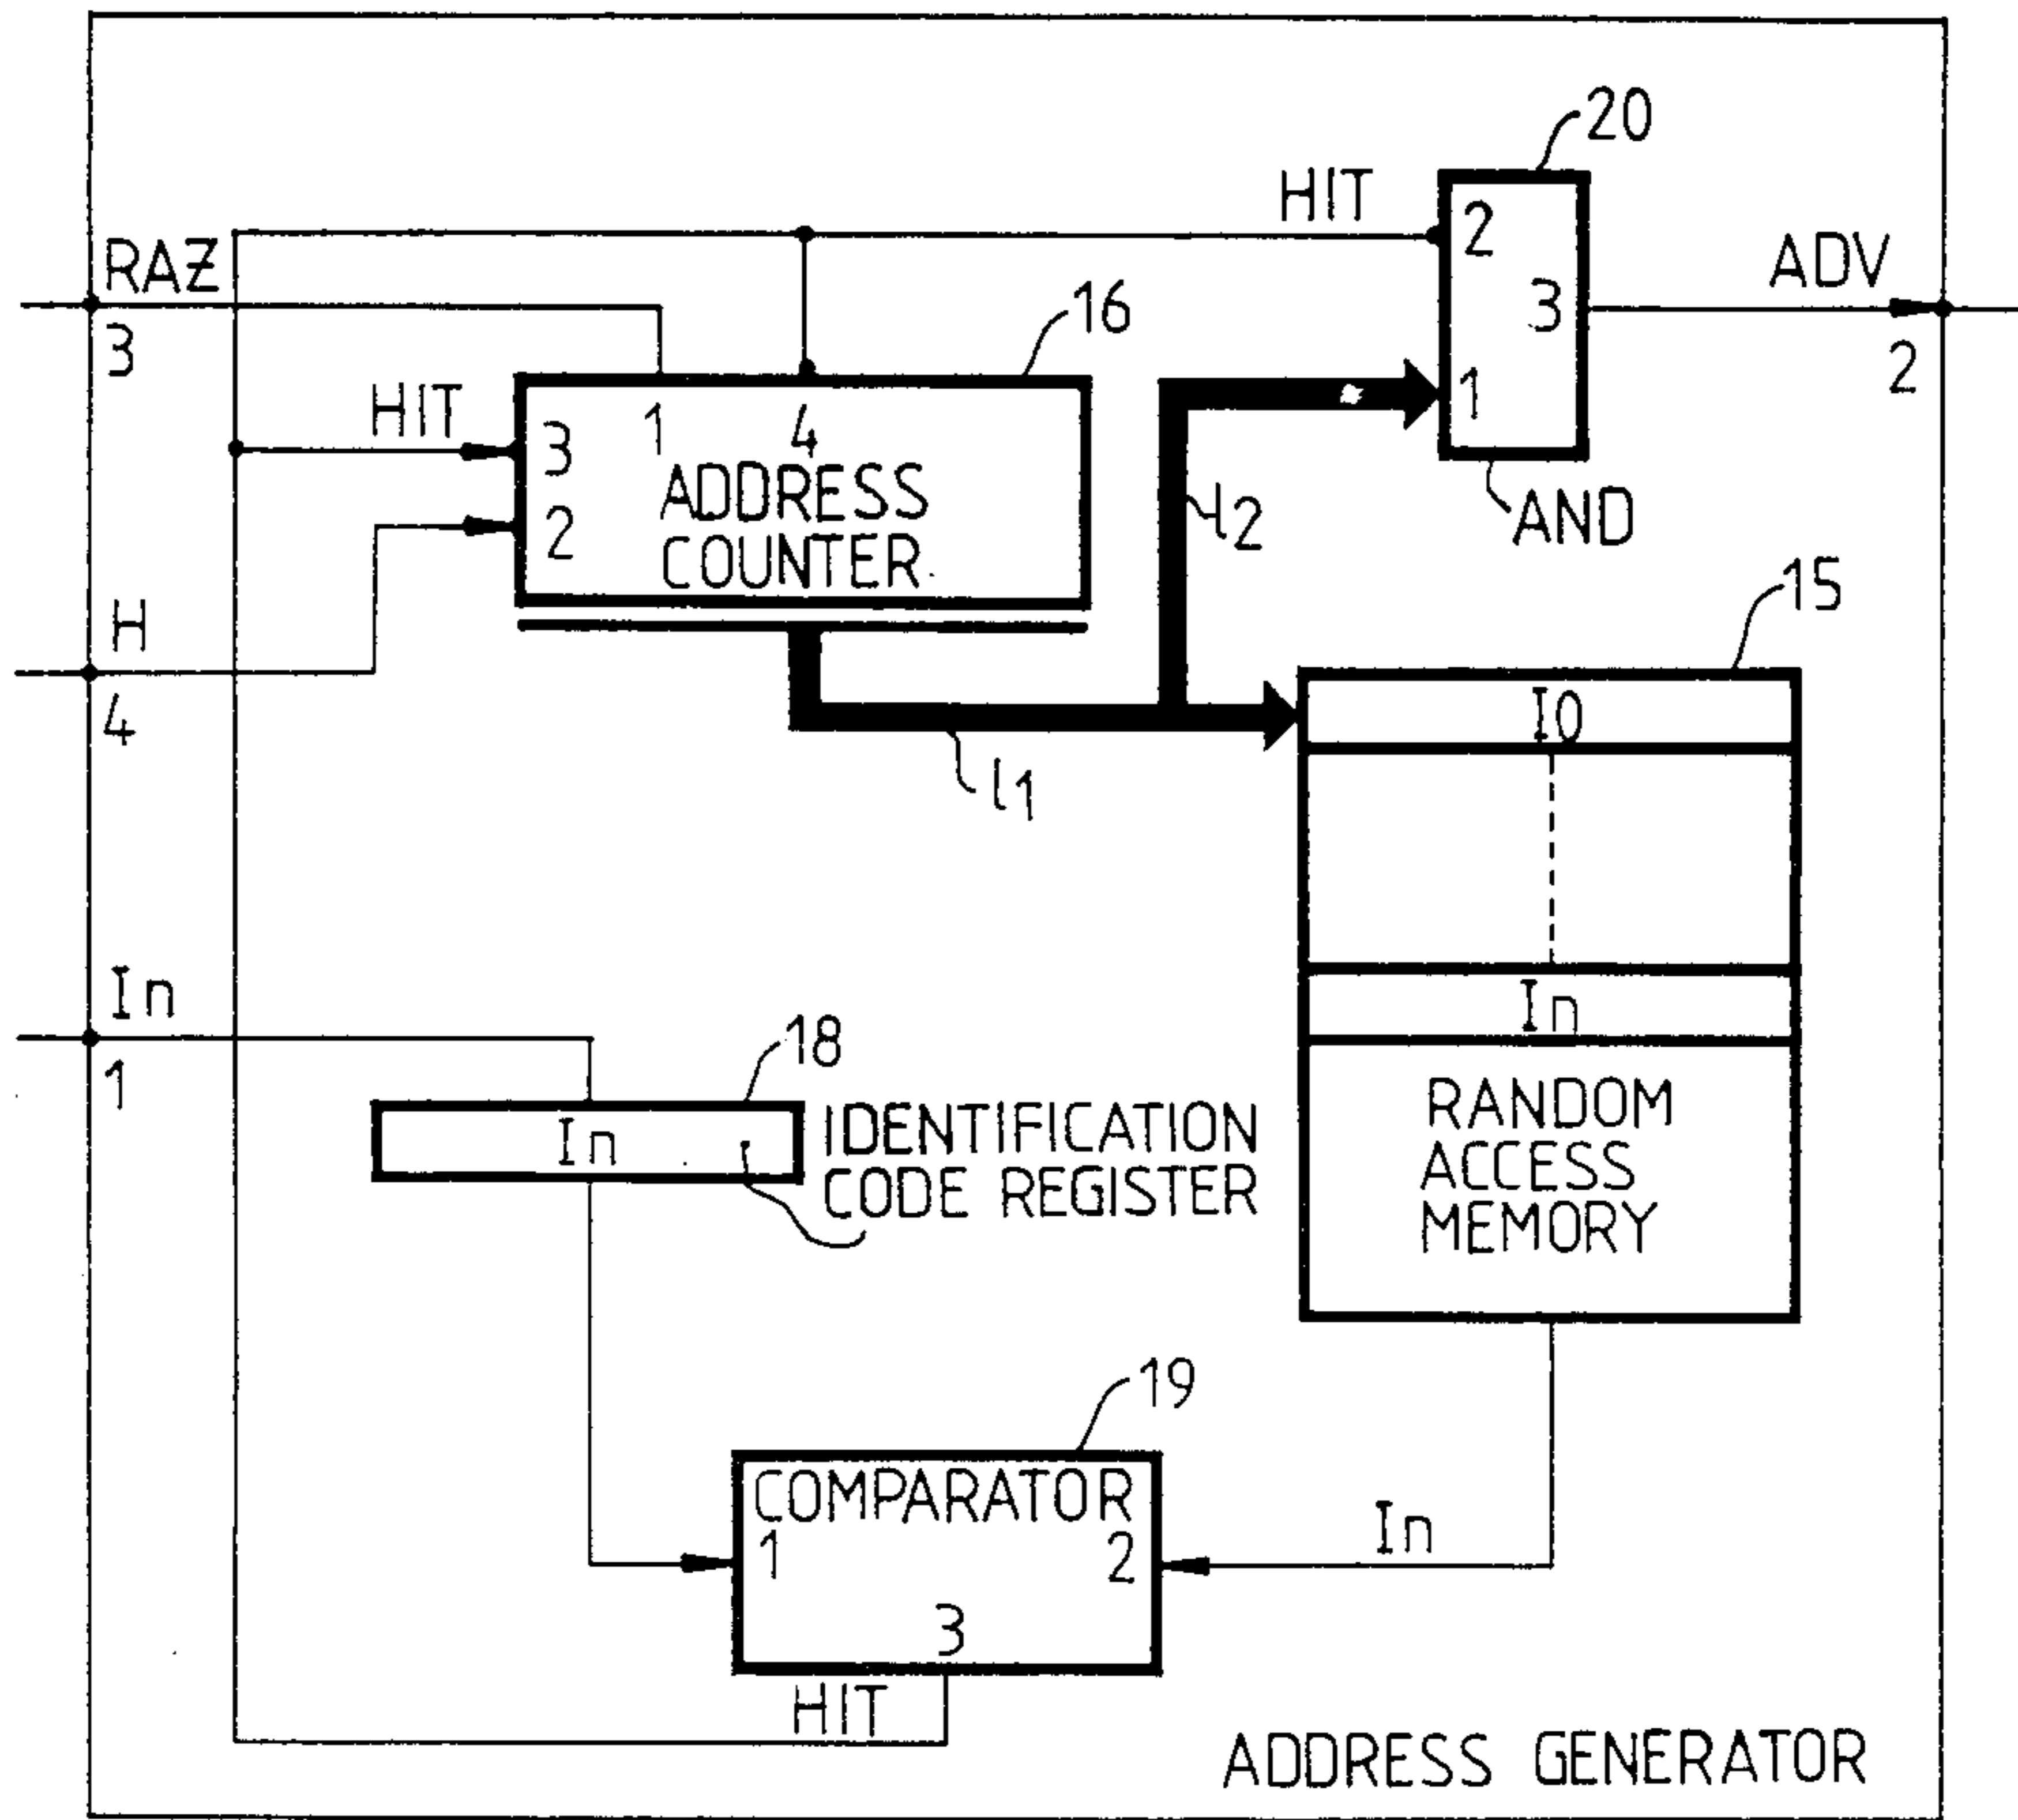 20
HIT
2
RAZ
ADV
3
16
3
2
HIT
1
4
1
3
ADDRESS
COUNTER
2
l2
AND
15
H
4
I0
l1
In
1
In
18
In
IDENTIFICATION
CODE REGISTER
RANDOM
ACCESS
MEMORY
19
COMPARATOR
1
2
In
3
HIT
ADDRESS GENERATOR